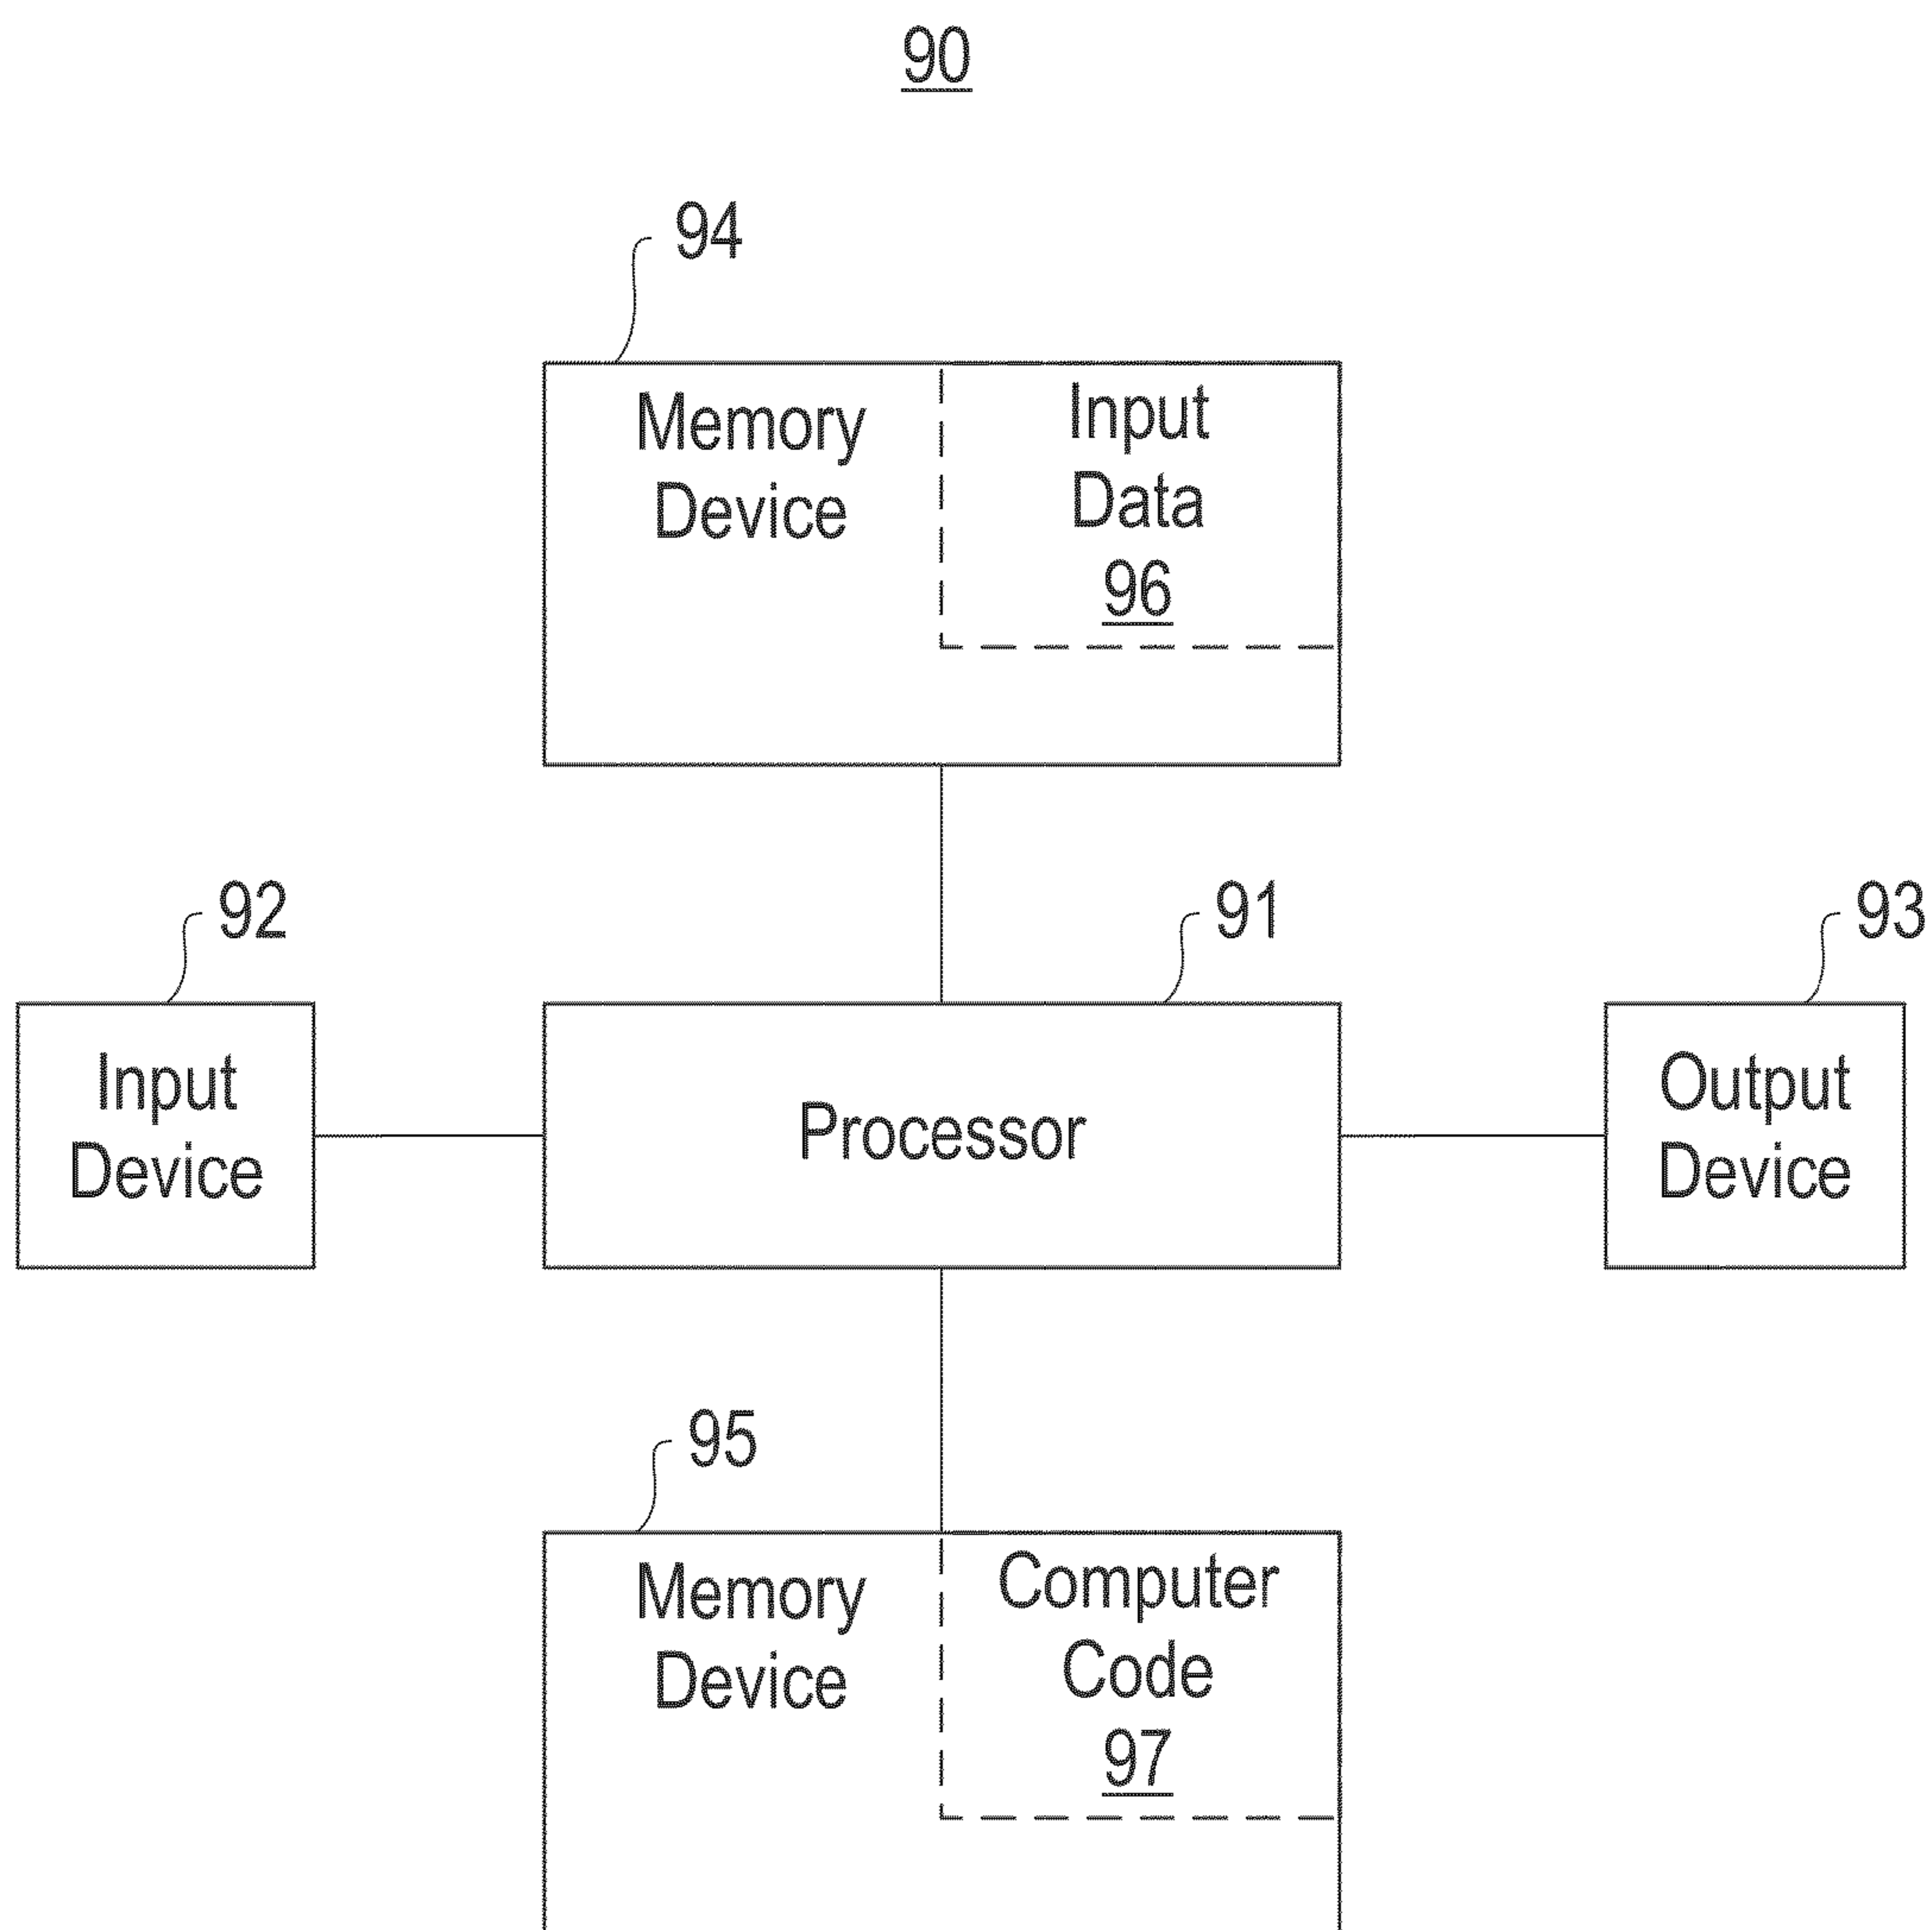 90
94
Memory
Device
Input
Data
96
92
91
93
Input
Device
Processor
Output
Device
95
Memory
Device
Computer
Code
97